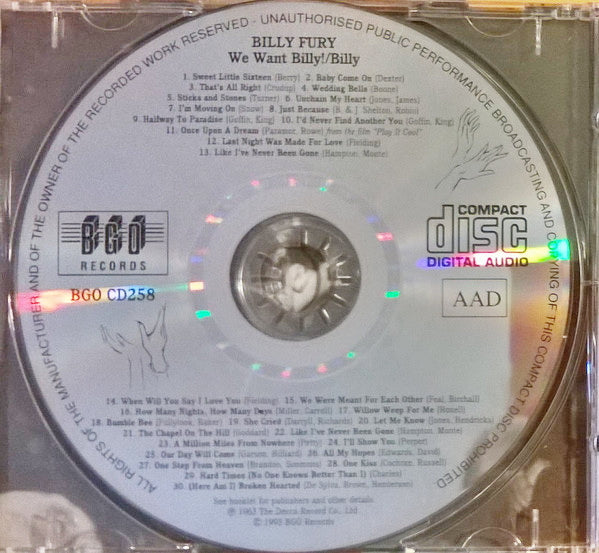 ALL RIGHTS OF THE MANUFACTURER AND OF THE OWNER OF THE RECORDED WORK RESERVED - UNAUTHORISED PUBLIC PERFORMANCE BROADCASTING AND COPYING OF THIS COMPACT DISC PROHIBITED
BILLY FURY
We Want Billy!/Billy
1. Sweet Little Sixteen (Berry) 2. Baby Come On (Dexter)
3. That's All Right (Crudup) 4. Wedding Bells (Boone)
5. Sticks and Stones (Turner) 6. Unchain My Heart (Jones, James)
7. I'm Moving On (Snow) 8. Just Because (B. & J. Shelton, Robin)
9. Halfway To Paradise (Goffin, King) 10. I'd Never Find Another You (Goffin, King)
11. Once Upon A Dream (Paramor, Rowe) from the film "Play It Cool"
12. Last Night Was Made For Love (Fielding)
13. Like I've Never Been Gone (Hampton, Monte)
BGO
RECORDS
BGO CD258
COMPACT
disc
DIGITAL AUDIO
AAD
14. When Will You Say I Love You (Fielding) 15. We Were Meant For Each Other (Feal, Birchall)
16. How Many Nights, How Many Days (Miller, Carrell) 17. Willow Weep For Me (Ronell)
18. Bumble Bee (Fullylove, Baker) 19. She Cried (Darryll, Richards) 20. Let Me Know (Jones, Hendricks)
21. The Chapel On The Hill (Goddard) 22. Like I've Never Been Gone (Hampton, Monte)
23. A Million Miles From Nowhere (Petty) 24. I'll Show You (Pepper)
25. Our Day Will Come (Garson, Hilliard) 26. All My Hopes (Edwards, David)
27. One Step From Heaven (Brandon, Simmons) 28. One Kiss (Cochran, Russell)
29. Hard Times (No One Knows Better Than I) (Charles)
30. (Here Am I) Broken Hearted (De Sylva, Brown, Henderson)
See booklet for publishers and other details
℗ 1963 The Decca Record Co. Ltd
© 1995 BGO Records